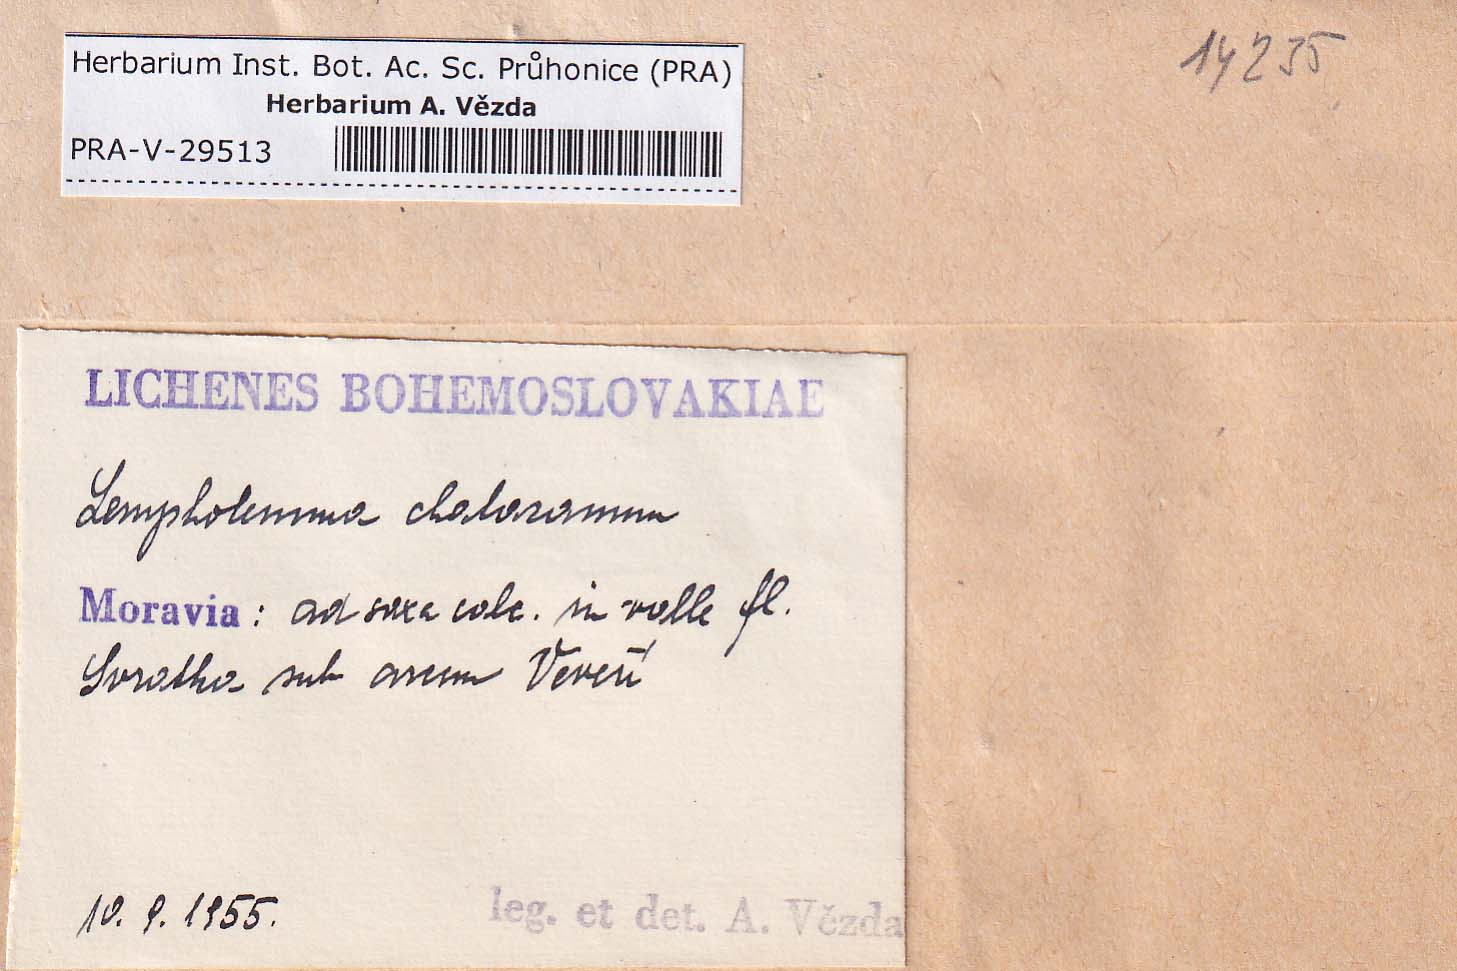 Herbarium Inst. Bot. Ac. Sc. Průhonice (PRA)
Herbarium A. Vězda
PRA-V-29513
14235
LICHENES BOHEMOSLOVAKIAE
Lempholemma chalazanum
Moravia: ad saxa calc. in valle fl.
Svratka sub arcem Veveří
10. 9. 1955.
leg. et det. A. Vězda